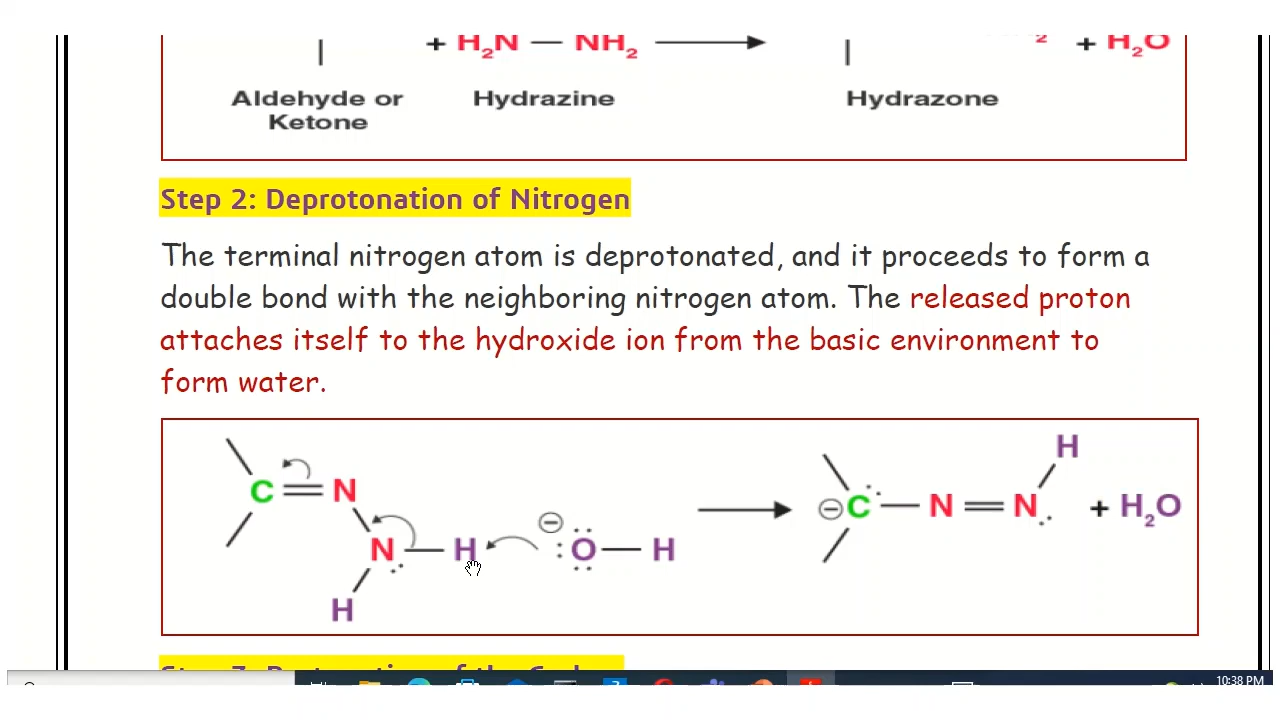 + H₂N — NH₂ ⟶ + H₂O
Aldehyde or
Ketone
Hydrazine
Hydrazone
Step 2: Deprotonation of Nitrogen
The terminal nitrogen atom is deprotonated, and it proceeds to form a
double bond with the neighboring nitrogen atom. The released proton
attaches itself to the hydroxide ion from the basic environment to
form water.
C N
N H
H
⊖
:O H
⊖C N N
H
+ H₂O
10:38 PM